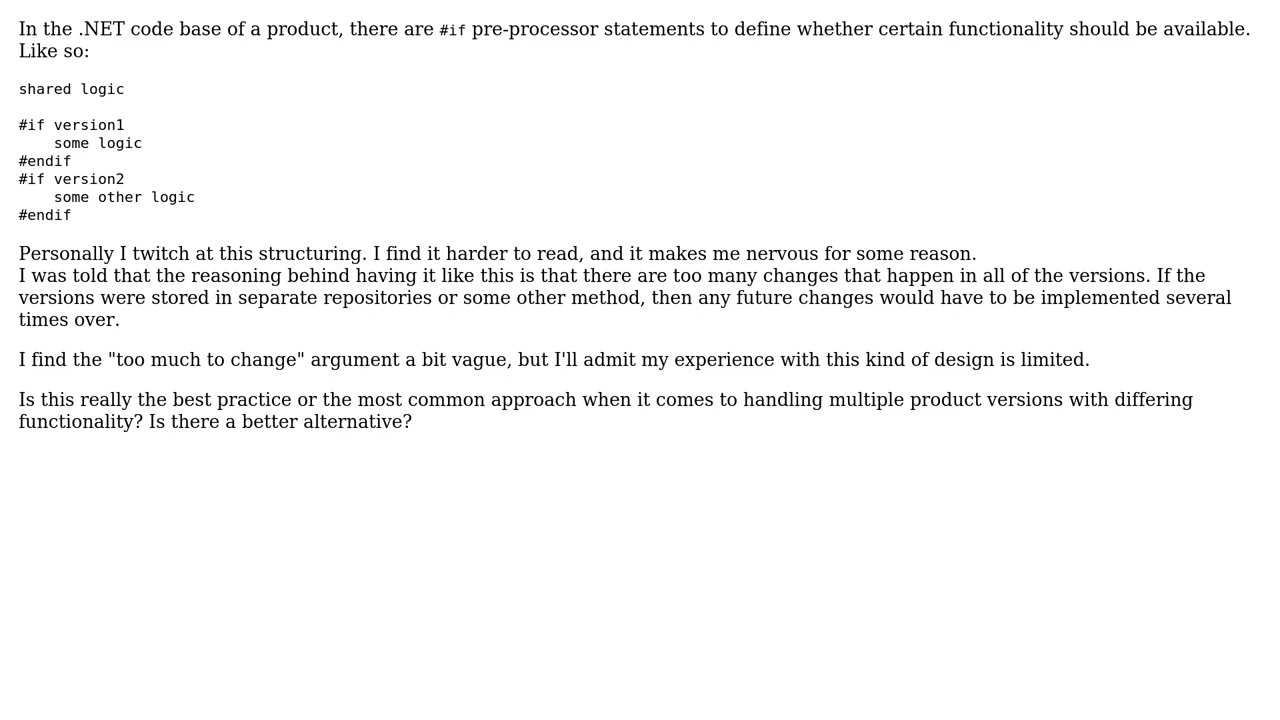 In the .NET code base of a product, there are #if pre-processor statements to define whether certain functionality should be available.
Like so:
shared logic
#if version1
    some logic
#endif
#if version2
    some other logic
#endif
Personally I twitch at this structuring. I find it harder to read, and it makes me nervous for some reason.
I was told that the reasoning behind having it like this is that there are too many changes that happen in all of the versions. If the
versions were stored in separate repositories or some other method, then any future changes would have to be implemented several
times over.
I find the "too much to change" argument a bit vague, but I'll admit my experience with this kind of design is limited.
Is this really the best practice or the most common approach when it comes to handling multiple product versions with differing
functionality? Is there a better alternative?